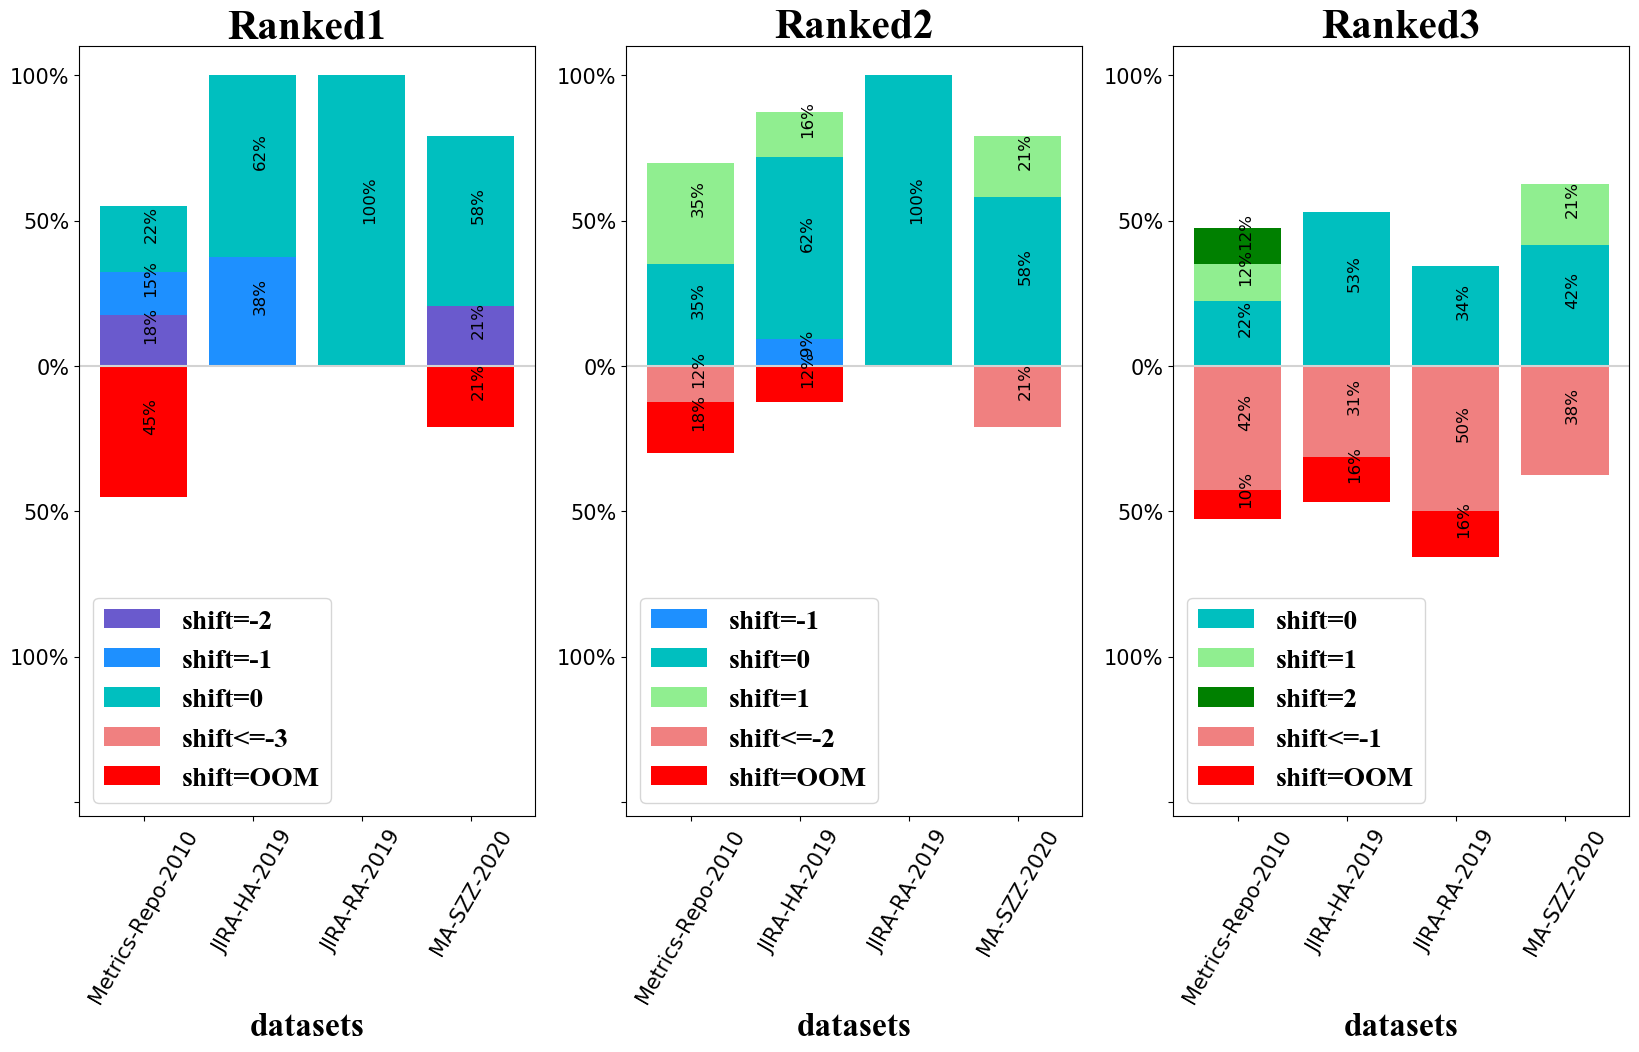 Ranked1
100%
50%
0%
50%
100%
22%
15%
18%
45%
62%
38%
100%
58%
21%
21%
shift=-2
shift=-1
shift=0
shift<=-3
shift=OOM
Metrics-Repo-2010
JIRA-HA-2019
JIRA-RA-2019
MA-SZZ-2020
datasets
Ranked2
100%
50%
0%
50%
100%
35%
35%
12%
18%
16%
62%
9%
12%
100%
21%
58%
21%
shift=-1
shift=0
shift=1
shift<=-2
shift=OOM
Metrics-Repo-2010
JIRA-HA-2019
JIRA-RA-2019
MA-SZZ-2020
datasets
Ranked3
100%
50%
0%
50%
100%
12%
12%
22%
42%
10%
53%
31%
16%
34%
50%
16%
21%
42%
38%
shift=0
shift=1
shift=2
shift<=-1
shift=OOM
Metrics-Repo-2010
JIRA-HA-2019
JIRA-RA-2019
MA-SZZ-2020
datasets